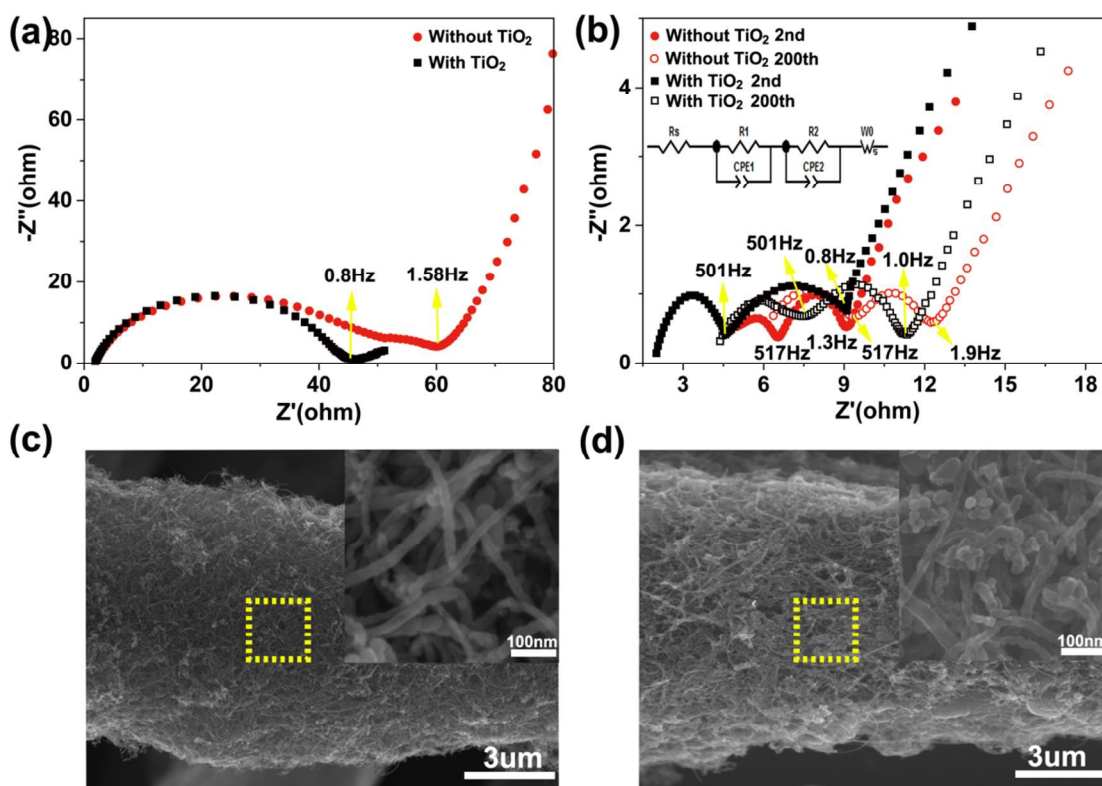 (a)
80
60
40
20
0
-Z''(ohm)
Without TiO₂
With TiO₂
0.8Hz
1.58Hz
0 20 40 60 80
Z'(ohm)
(b)
4
2
0
-Z''(ohm)
Without TiO₂ 2nd
Without TiO₂ 200th
With TiO₂ 2nd
With TiO₂ 200th
Rs R1 R2 W0
CPE1 CPE2
s
501Hz
501Hz
0.8Hz
1.0Hz
517Hz
1.3Hz
517Hz
1.9Hz
3 6 9 12 15 18
Z'(ohm)
(c)
100nm
3um
(d)
100nm
3um